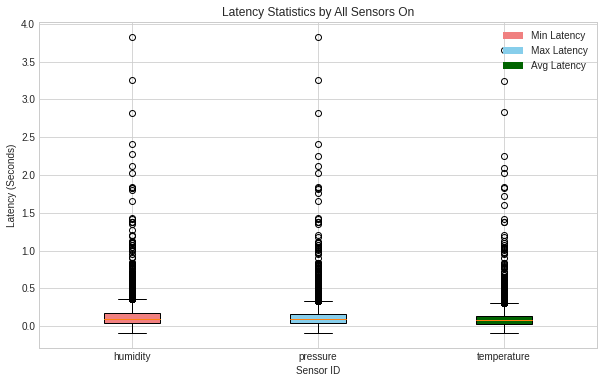 Latency Statistics by All Sensors On
Latency (Seconds)
4.0
3.5
3.0
2.5
2.0
1.5
1.0
0.5
0.0
Min Latency
Max Latency
Avg Latency
humidity
pressure
temperature
Sensor ID